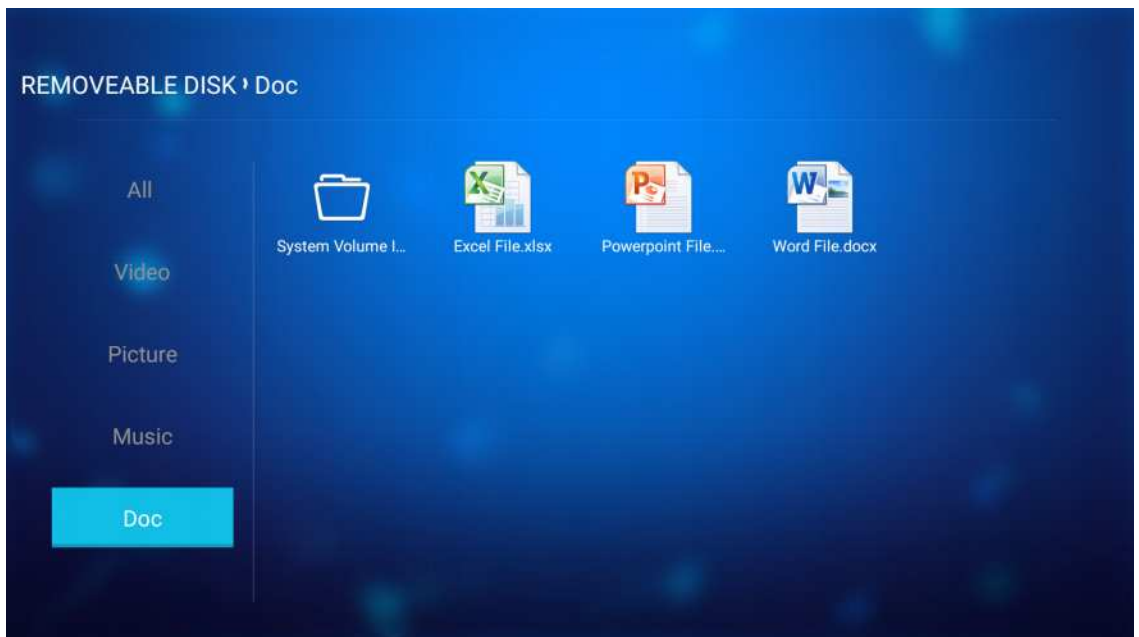 REMOVEABLE DISK › Doc
All
Video
Picture
Music
Doc
System Volume I...
Excel File.xlsx
Powerpoint File....
Word File.docx